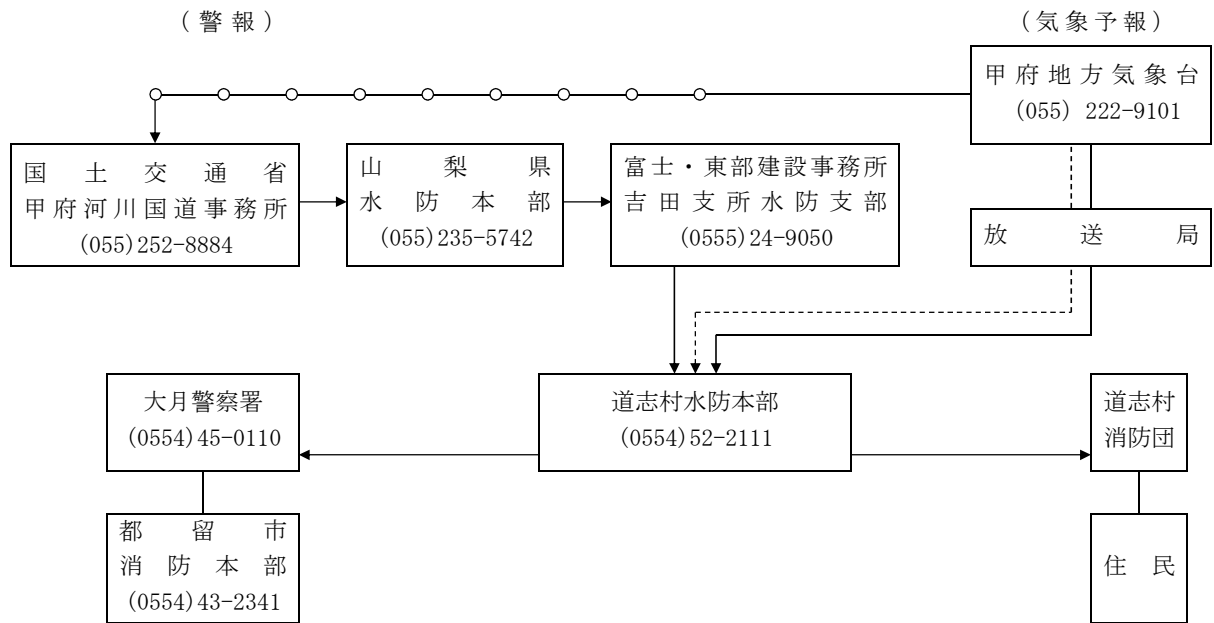 (警報)
(気象予報)
甲府地方気象台
(055) 222-9101
国土交通省
甲府河川国道事務所
(055)252-8884
山梨県
水防本部
(055)235-5742
富士・東部建設事務所
吉田支所水防支部
(0555)24-9050
放送局
大月警察署
(0554)45-0110
道志村水防本部
(0554)52-2111
道志村
消防団
都留市
消防本部
(0554)43-2341
住民